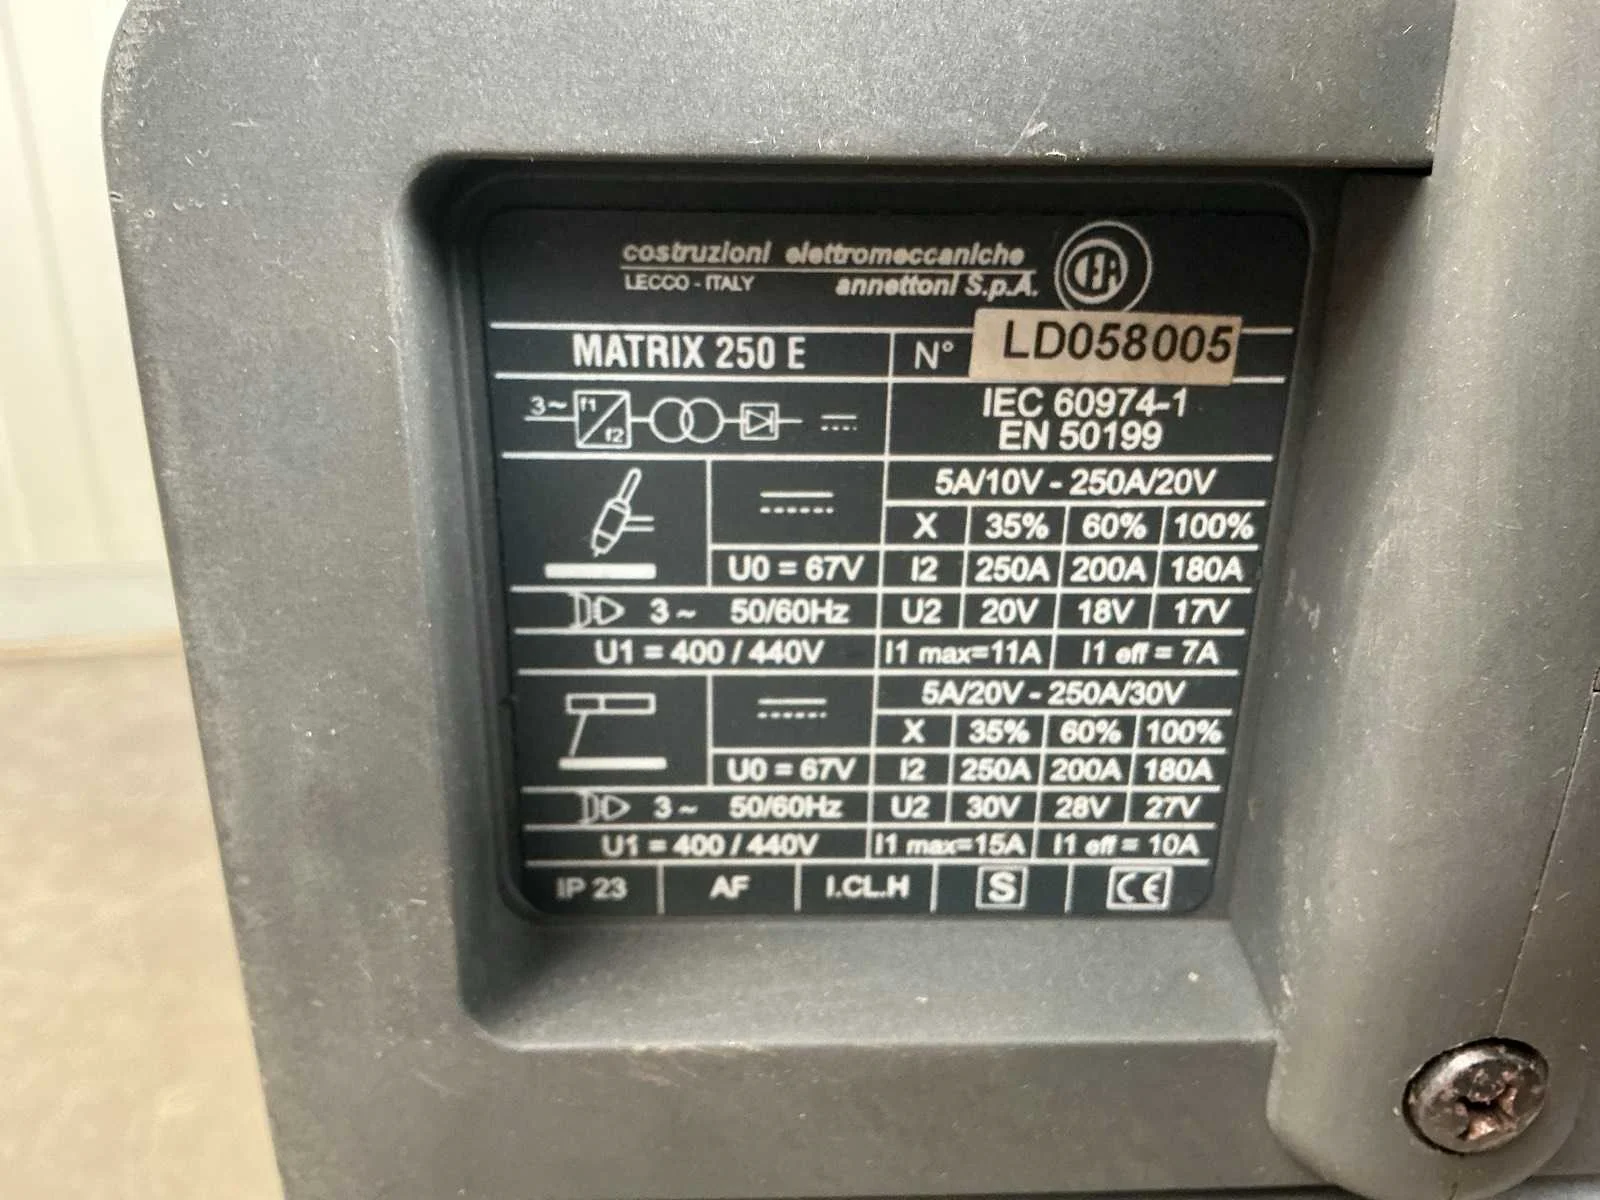 costruzioni elettromeccaniche
LECCO - ITALY annettoni S.p.A.
CEA
MATRIX 250 E N° LD058005
3~ f1 f2
IEC 60974-1
EN 50199
5A/10V - 250A/20V
X 35% 60% 100%
U0 = 67V I2 250A 200A 180A
3~ 50/60Hz U2 20V 18V 17V
U1 = 400 / 440V I1 max=11A I1 eff = 7A
5A/20V - 250A/30V
X 35% 60% 100%
U0 = 67V I2 250A 200A 180A
3~ 50/60Hz U2 30V 28V 27V
U1 = 400 / 440V I1 max=15A I1 eff = 10A
IP 23 AF I.CL.H S CE